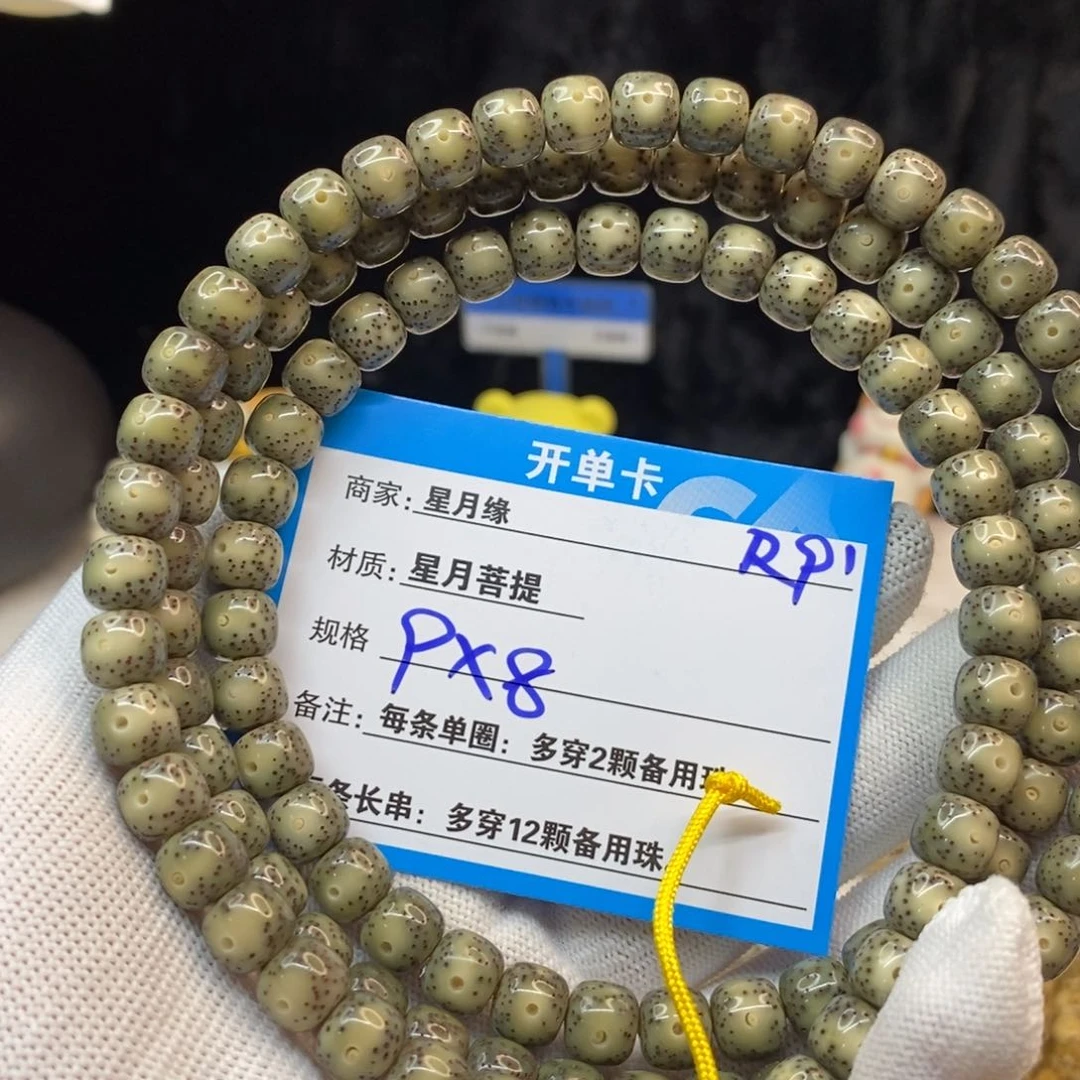 开单卡
商家：星月缘
RP1
材质：星月菩提
规格 PX8
备注：每条单圈：多穿2颗备用珠
条长串：多穿12颗备用珠